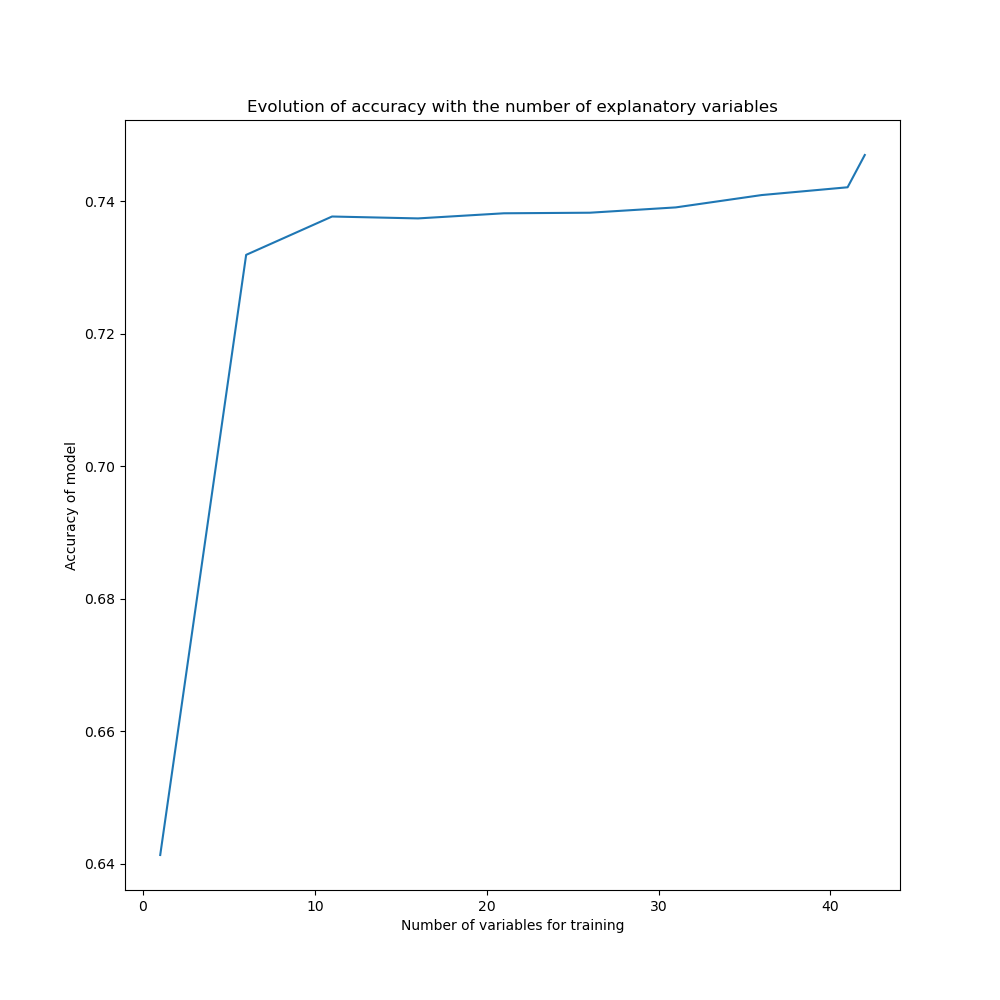 Evolution of accuracy with the number of explanatory variables
0.74
0.72
0.70
0.68
0.66
0.64
Accuracy of model
0 10 20 30 40
Number of variables for training